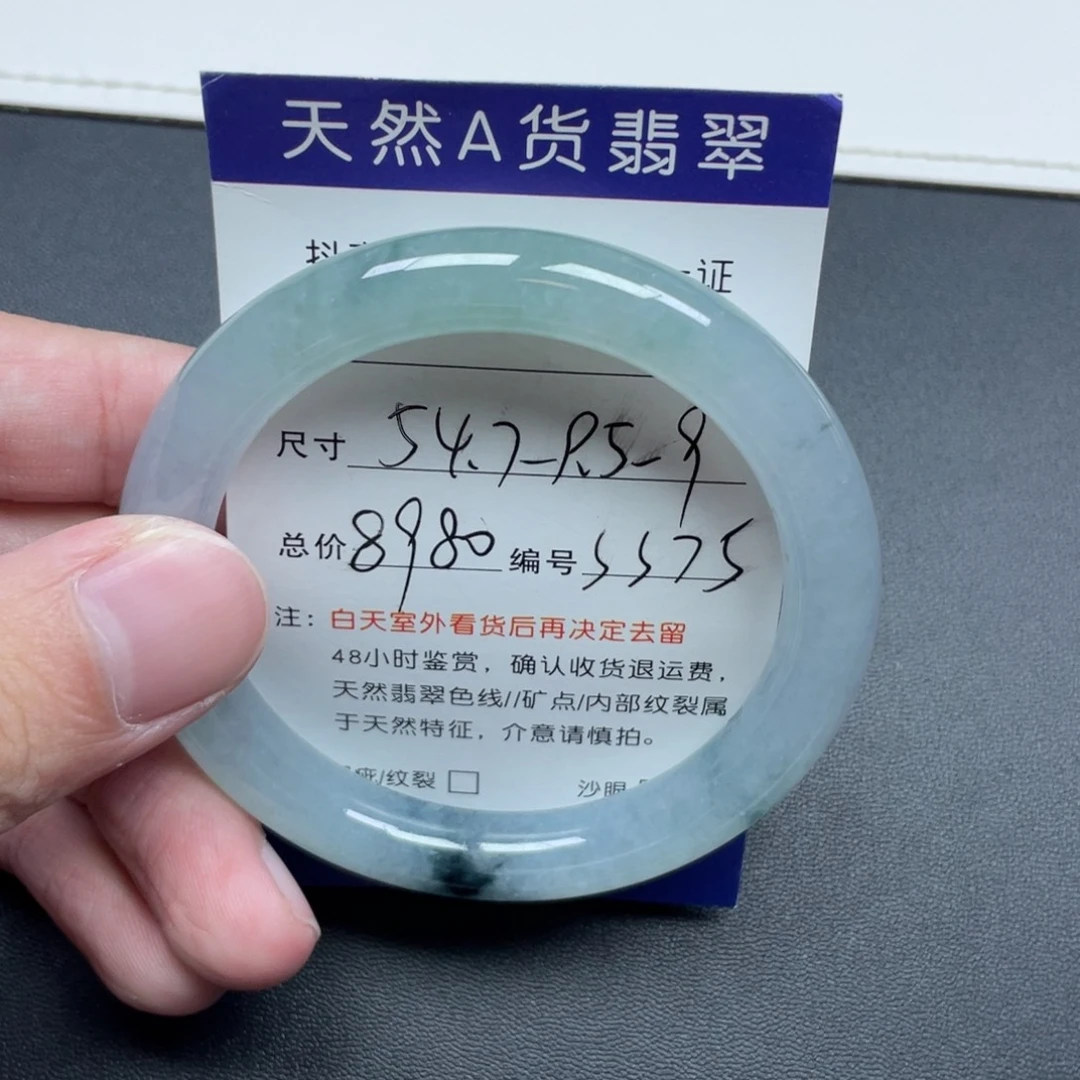 天然A货翡翠
证
尺寸 54.7-9.5-9
总价 8980 编号 5575
注：白天室外看货后再决定去留
48小时鉴赏，确认收货退运费，
天然翡翠色线//矿点/内部纹裂属
于天然特征，介意请慎拍。
/纹裂 □ 沙眼